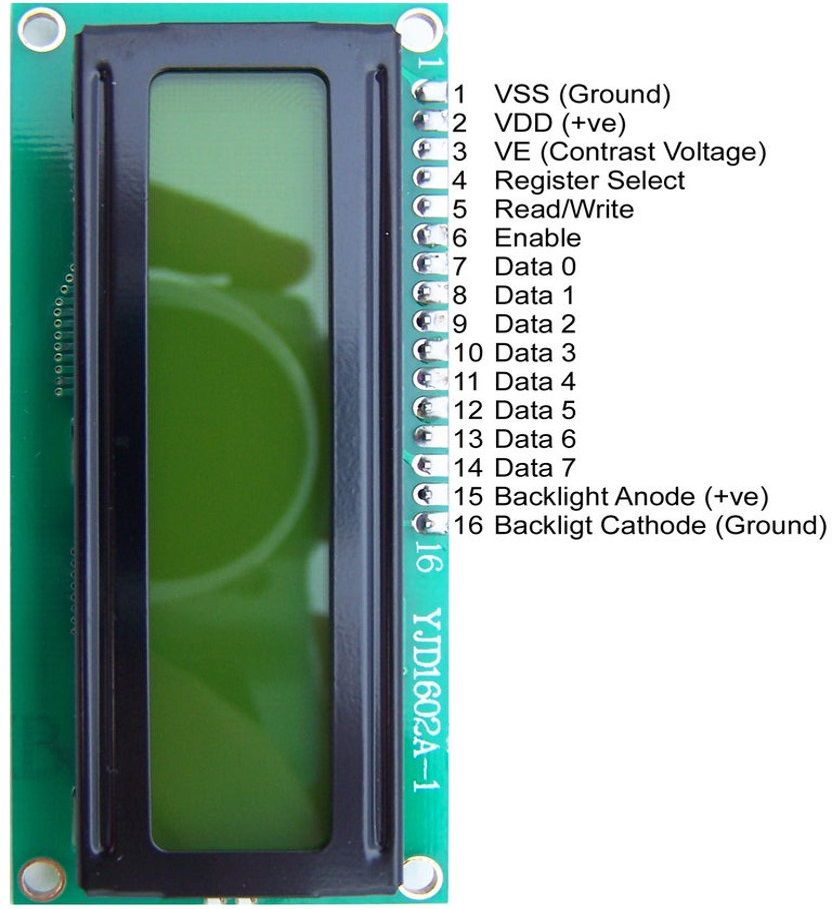 1
1 VSS (Ground)
2 VDD (+ve)
3 VE (Contrast Voltage)
4 Register Select
5 Read/Write
6 Enable
7 Data 0
8 Data 1
9 Data 2
10 Data 3
11 Data 4
12 Data 5
13 Data 6
14 Data 7
15 Backlight Anode (+ve)
16 Backligt Cathode (Ground)
16
YJD1602A-1